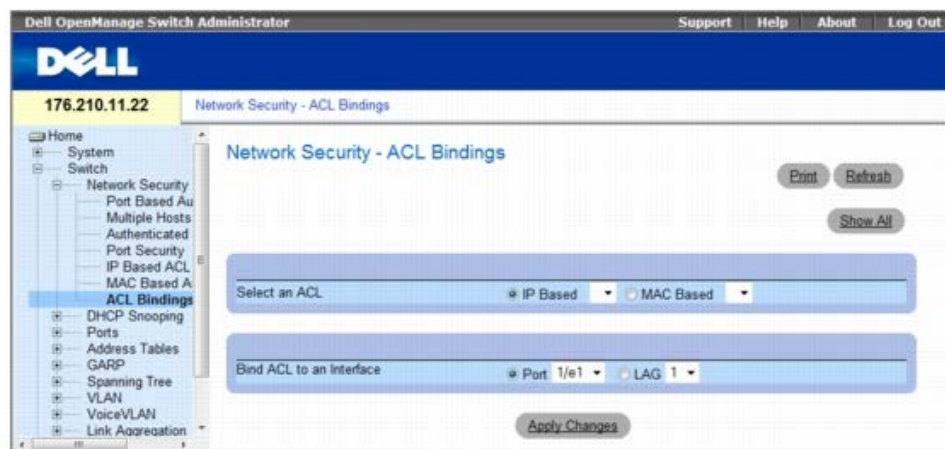 Dell OpenManage Switch Administrator Support Help About Log Out
DELL
176.210.11.22 Network Security - ACL Bindings
Home
System
Switch
Network Security
Port Based Au
Multiple Hosts
Authenticated
Port Security
IP Based ACL
MAC Based A
ACL Bindings
DHCP Snooping
Ports
Address Tables
GARP
Spanning Tree
VLAN
VoiceVLAN
Link Aggregation
Network Security - ACL Bindings
Print Refresh
Show All
Select an ACL IP Based MAC Based
Bind ACL to an Interface Port 1/e1 LAG 1
Apply Changes